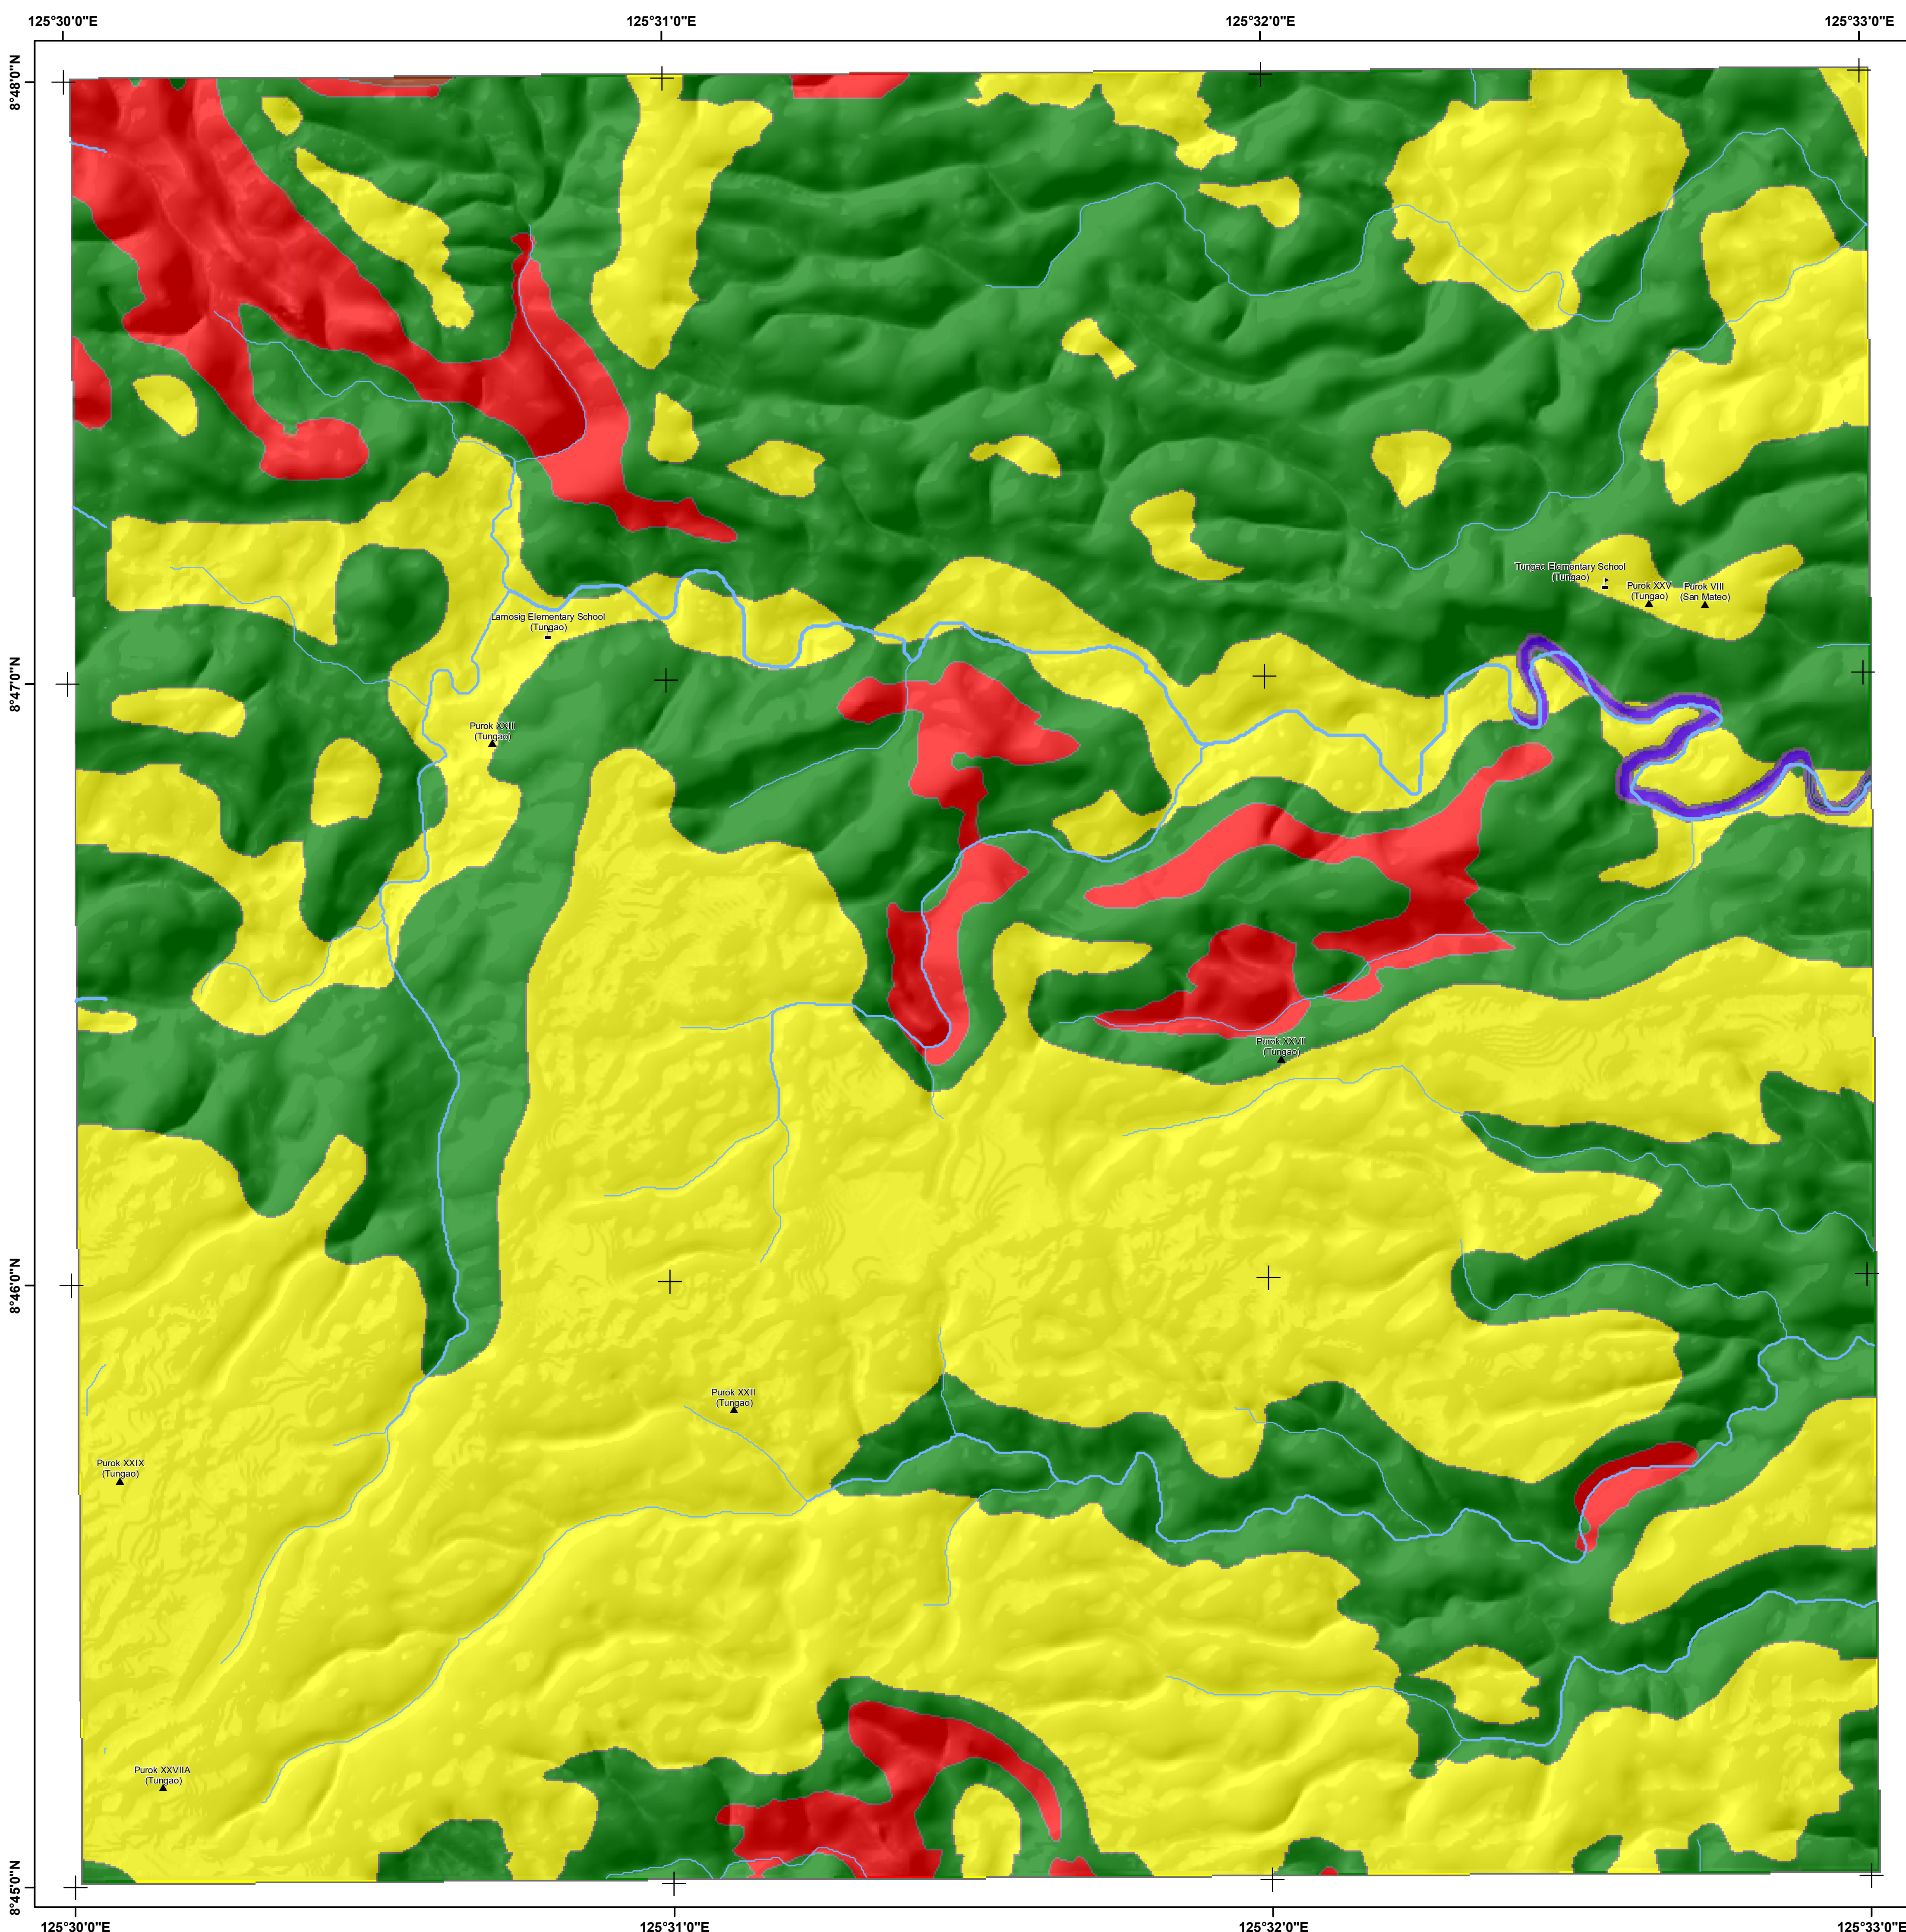 125°30'0"E
125°31'0"E
125°32'0"E
125°33'0"E
8°48'0"N
Tungao Elementary School
(Tungao)
Purok XXV
(Tungao)
Purok VIII
(San Mateo)
Lamosig Elementary School
(Tungao)
8°47'0"N
Purok XXIII
(Tungao)
Purok XXVII
(Tungao)
8°46'0"N
Purok XXII
(Tungao)
Purok XXIX
(Tungao)
Purok XXVIIA
(Tungao)
8°45'0"N
125°30'0"E
125°31'0"E
125°32'0"E
125°33'0"E